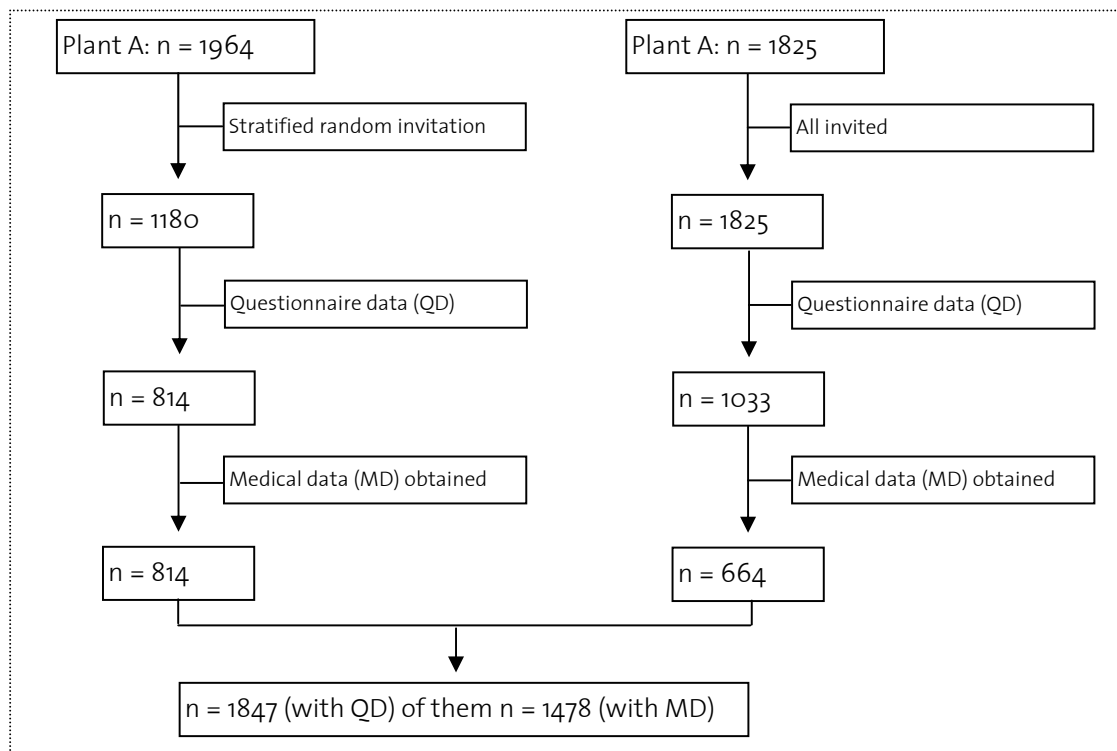 Plant A: n = 1964
Plant A: n = 1825
Stratified random invitation
All invited
n = 1180
n = 1825
Questionnaire data (QD)
Questionnaire data (QD)
n = 814
n = 1033
Medical data (MD) obtained
Medical data (MD) obtained
n = 814
n = 664
n = 1847 (with QD) of them n = 1478 (with MD)